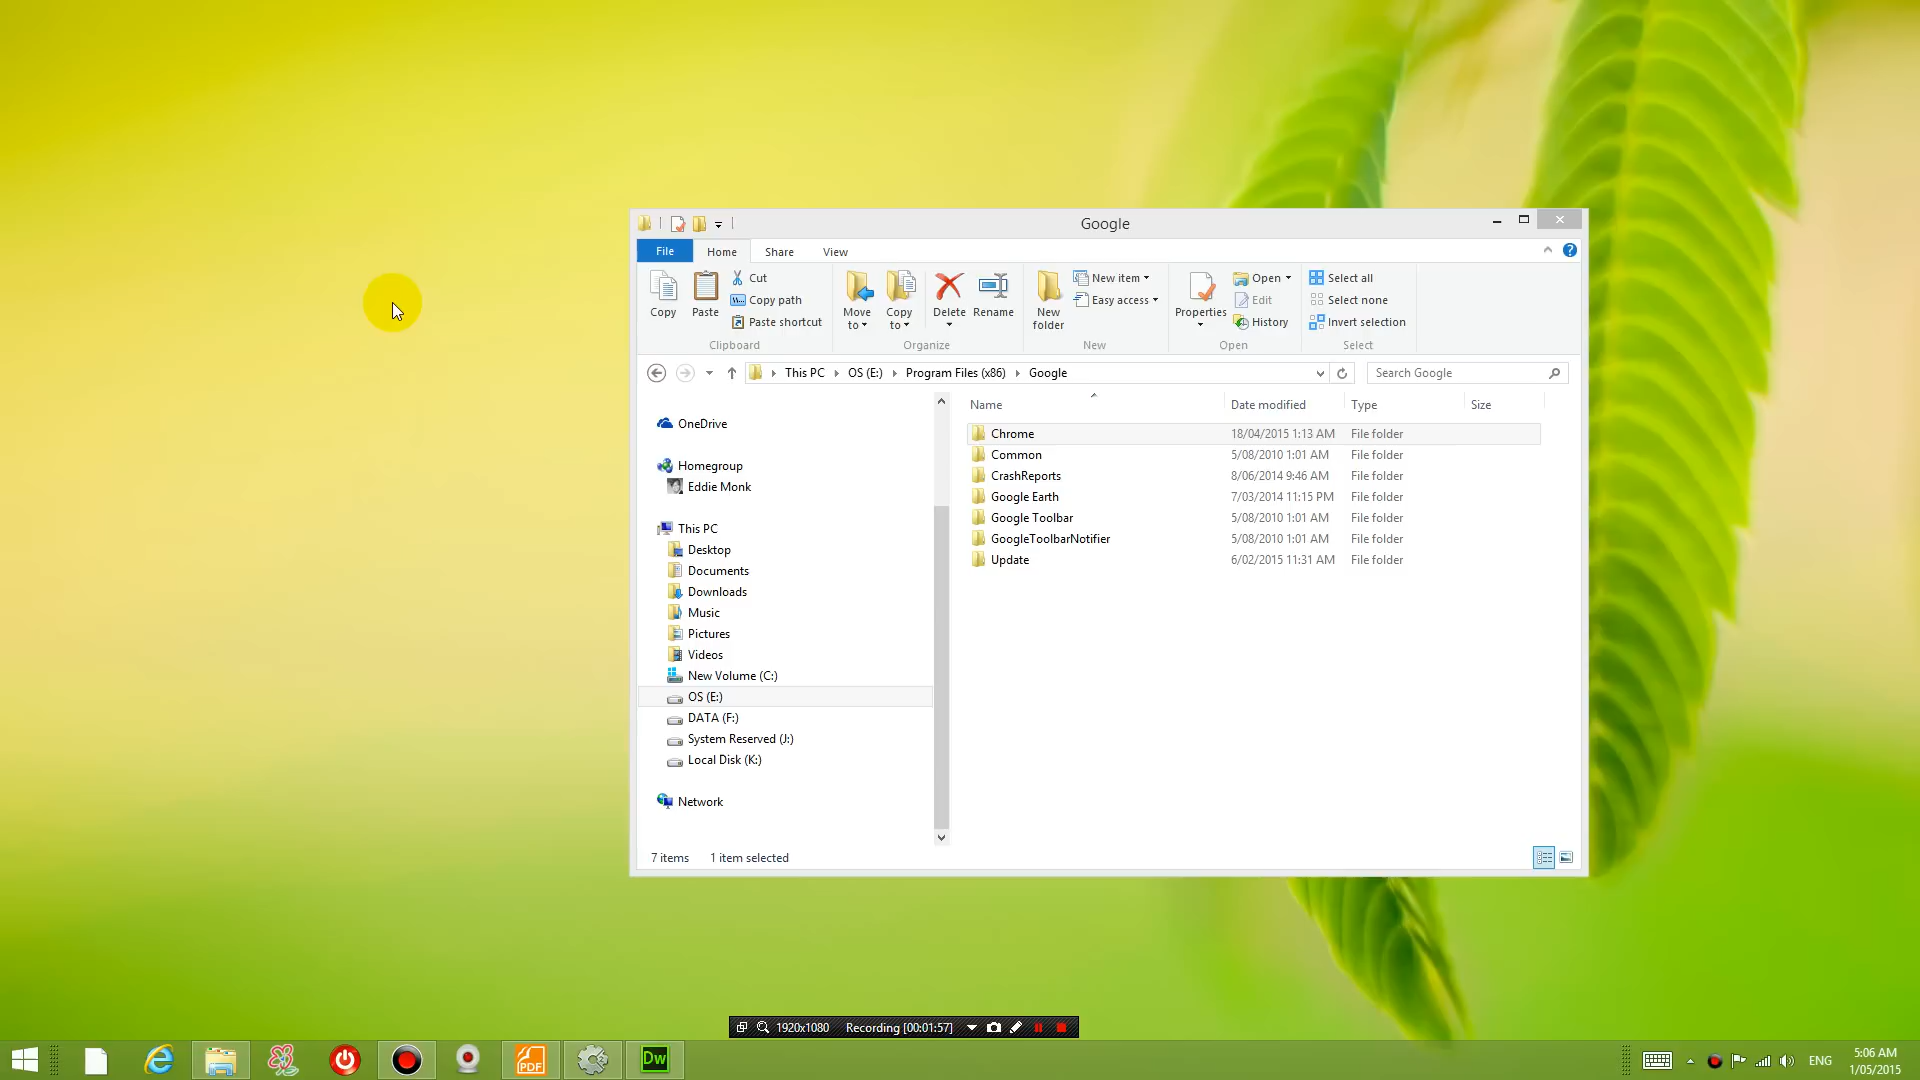 Google
File Home Share View
Copy Paste Cut Copy path Paste shortcut Move to Copy to Delete Rename New folder New item Easy access Properties Open Edit History Select all Select none Invert selection
Clipboard Organize New Open Select
This PC OS (E:) Program Files (x86) Google Search Google
OneDrive
Homegroup
Eddie Monk
This PC
Desktop
Documents
Downloads
Music
Pictures
Videos
New Volume (C:)
OS (E:)
DATA (F:)
System Reserved (J:)
Local Disk (K:)
Network
Name Date modified Type Size
Chrome 18/04/2015 1:13 AM File folder
Common 5/08/2010 1:01 AM File folder
CrashReports 8/06/2014 9:46 AM File folder
Google Earth 7/03/2014 11:15 PM File folder
Google Toolbar 5/08/2010 1:01 AM File folder
GoogleToolbarNotifier 5/08/2010 1:01 AM File folder
Update 6/02/2015 11:31 AM File folder
7 items 1 item selected
1920x1080 Recording [00:01:57]
PDF Dw ENG 5:06 AM
1/05/2015